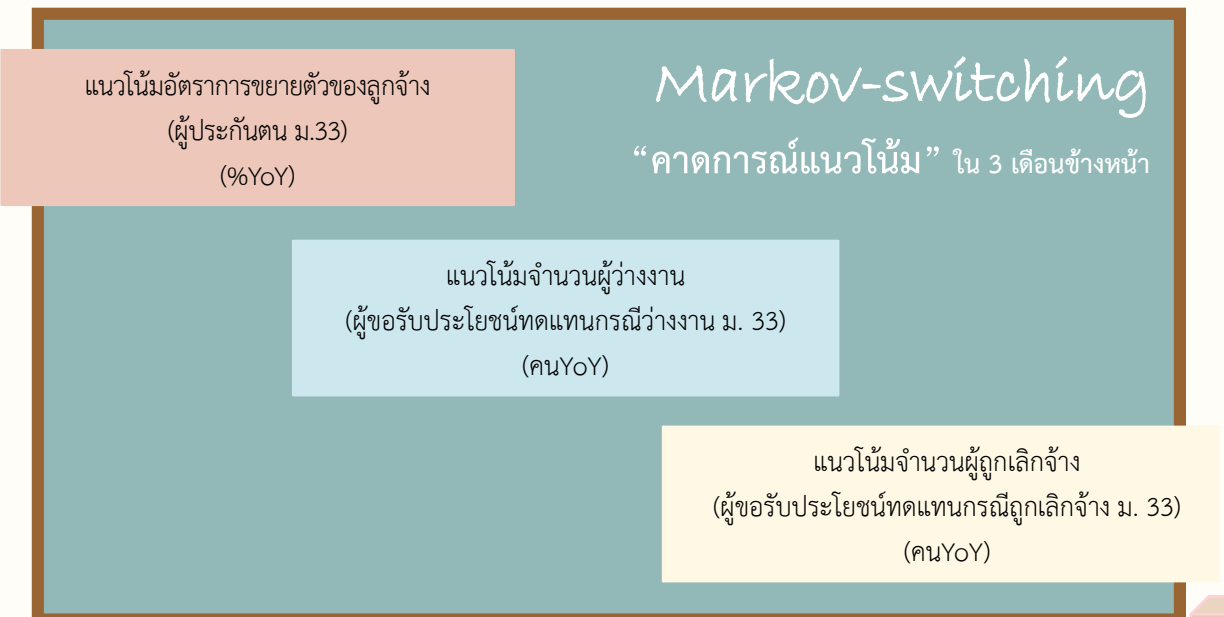 แนวโน้มอัตราการขยายตัวของลูกจ้าง
(ผู้ประกันตน ม.33)
(%YoY)
Markov-switching
“คาดการณ์แนวโน้ม” ใน 3 เดือนข้างหน้า
แนวโน้มจำนวนผู้ว่างงาน
(ผู้ขอรับประโยชน์ทดแทนกรณีว่างงาน ม. 33)
(คนYoY)
แนวโน้มจำนวนผู้ถูกเลิกจ้าง
(ผู้ขอรับประโยชน์ทดแทนกรณีถูกเลิกจ้าง ม. 33)
(คนYoY)